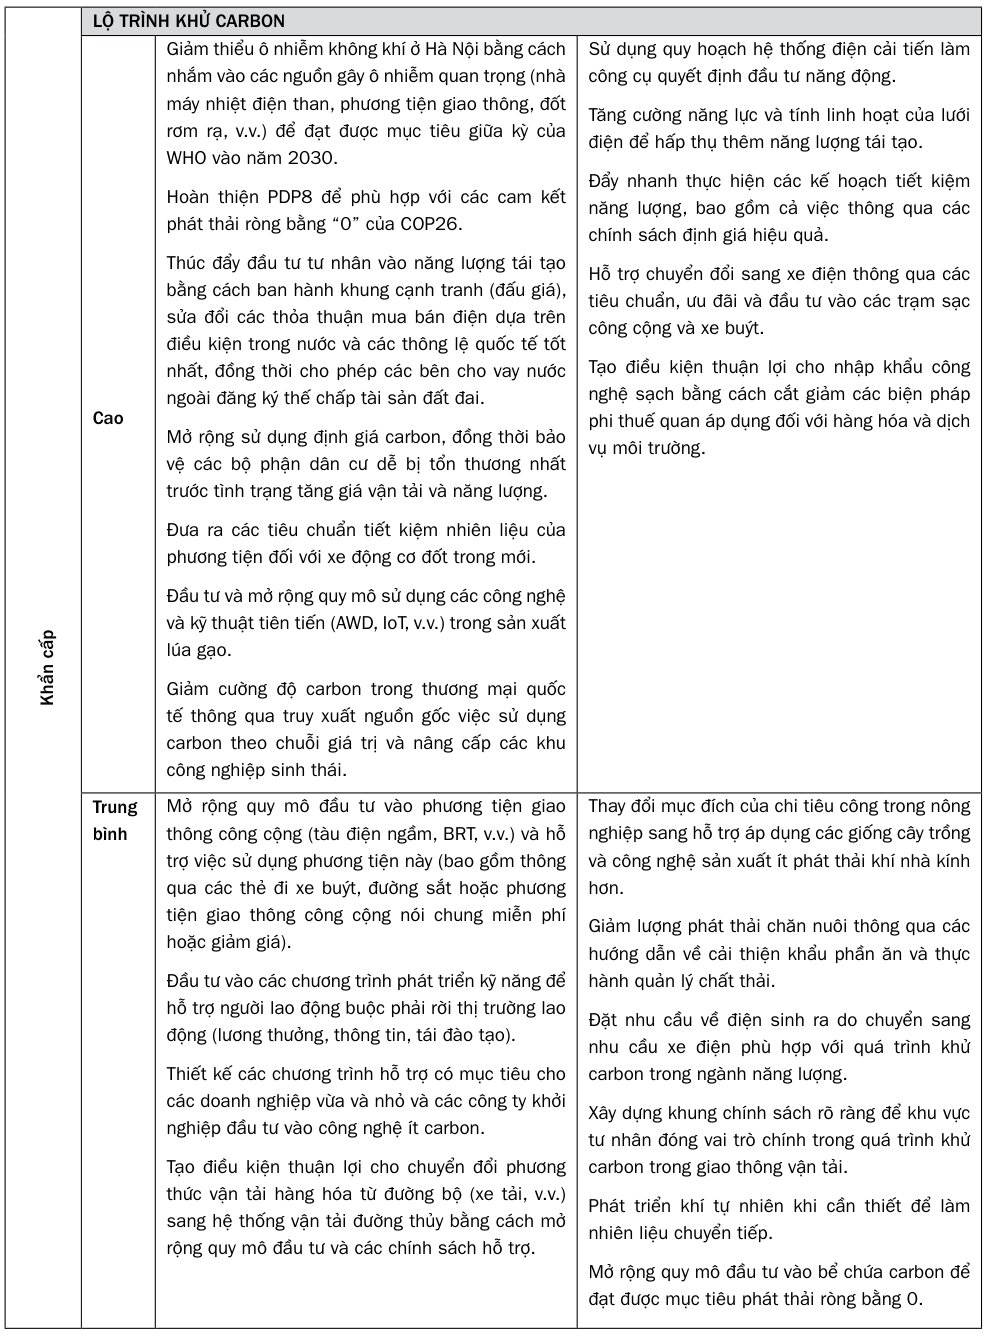 LỘ TRÌNH KHỬ CARBON
Khẩn cấp
Cao
Giảm thiểu ô nhiễm không khí ở Hà Nội bằng cách
nhắm vào các nguồn gây ô nhiễm quan trọng (nhà
máy nhiệt điện than, phương tiện giao thông, đốt
rơm rạ, v.v.) để đạt được mục tiêu giữa kỳ của
WHO vào năm 2030.
Hoàn thiện PDP8 để phù hợp với các cam kết
phát thải ròng bằng “0” của COP26.
Thúc đẩy đầu tư tư nhân vào năng lượng tái tạo
bằng cách ban hành khung cạnh tranh (đấu giá),
sửa đổi các thỏa thuận mua bán điện dựa trên
điều kiện trong nước và các thông lệ quốc tế tốt
nhất, đồng thời cho phép các bên cho vay nước
ngoài đăng ký thế chấp tài sản đất đai.
Mở rộng sử dụng định giá carbon, đồng thời bảo
vệ các bộ phận dân cư dễ bị tổn thương nhất
trước tình trạng tăng giá vận tải và năng lượng.
Đưa ra các tiêu chuẩn tiết kiệm nhiên liệu của
phương tiện đối với xe động cơ đốt trong mới.
Đầu tư và mở rộng quy mô sử dụng các công nghệ
và kỹ thuật tiên tiến (AWD, IoT, v.v.) trong sản xuất
lúa gạo.
Giảm cường độ carbon trong thương mại quốc
tế thông qua truy xuất nguồn gốc việc sử dụng
carbon theo chuỗi giá trị và nâng cấp các khu
công nghiệp sinh thái.
Sử dụng quy hoạch hệ thống điện cải tiến làm
công cụ quyết định đầu tư năng động.
Tăng cường năng lực và tính linh hoạt của lưới
điện để hấp thụ thêm năng lượng tái tạo.
Đẩy nhanh thực hiện các kế hoạch tiết kiệm
năng lượng, bao gồm cả việc thông qua các
chính sách định giá hiệu quả.
Hỗ trợ chuyển đổi sang xe điện thông qua các
tiêu chuẩn, ưu đãi và đầu tư vào các trạm sạc
công cộng và xe buýt.
Tạo điều kiện thuận lợi cho nhập khẩu công
nghệ sạch bằng cách cắt giảm các biện pháp
phi thuế quan áp dụng đối với hàng hóa và dịch
vụ môi trường.
Trung
bình
Mở rộng quy mô đầu tư vào phương tiện giao
thông công cộng (tàu điện ngầm, BRT, v.v.) và hỗ
trợ việc sử dụng phương tiện này (bao gồm thông
qua các thẻ đi xe buýt, đường sắt hoặc phương
tiện giao thông công cộng nói chung miễn phí
hoặc giảm giá).
Đầu tư vào các chương trình phát triển kỹ năng để
hỗ trợ người lao động buộc phải rời thị trường lao
động (lương thưởng, thông tin, tái đào tạo).
Thiết kế các chương trình hỗ trợ có mục tiêu cho
các doanh nghiệp vừa và nhỏ và các công ty khởi
nghiệp đầu tư vào công nghệ ít carbon.
Tạo điều kiện thuận lợi cho chuyển đổi phương
thức vận tải hàng hóa từ đường bộ (xe tải, v.v.)
sang hệ thống vận tải đường thủy bằng cách mở
rộng quy mô đầu tư và các chính sách hỗ trợ.
Thay đổi mục đích của chi tiêu công trong nông
nghiệp sang hỗ trợ áp dụng các giống cây trồng
và công nghệ sản xuất ít phát thải khí nhà kính
hơn.
Giảm lượng phát thải chăn nuôi thông qua các
hướng dẫn về cải thiện khẩu phần ăn và thực
hành quản lý chất thải.
Đặt nhu cầu về điện sinh ra do chuyển sang
nhu cầu xe điện phù hợp với quá trình khử
carbon trong ngành năng lượng.
Xây dựng khung chính sách rõ ràng để khu vực
tư nhân đóng vai trò chính trong quá trình khử
carbon trong giao thông vận tải.
Phát triển khí tự nhiên khi cần thiết để làm
nhiên liệu chuyển tiếp.
Mở rộng quy mô đầu tư vào bể chứa carbon để
đạt được mục tiêu phát thải ròng bằng 0.